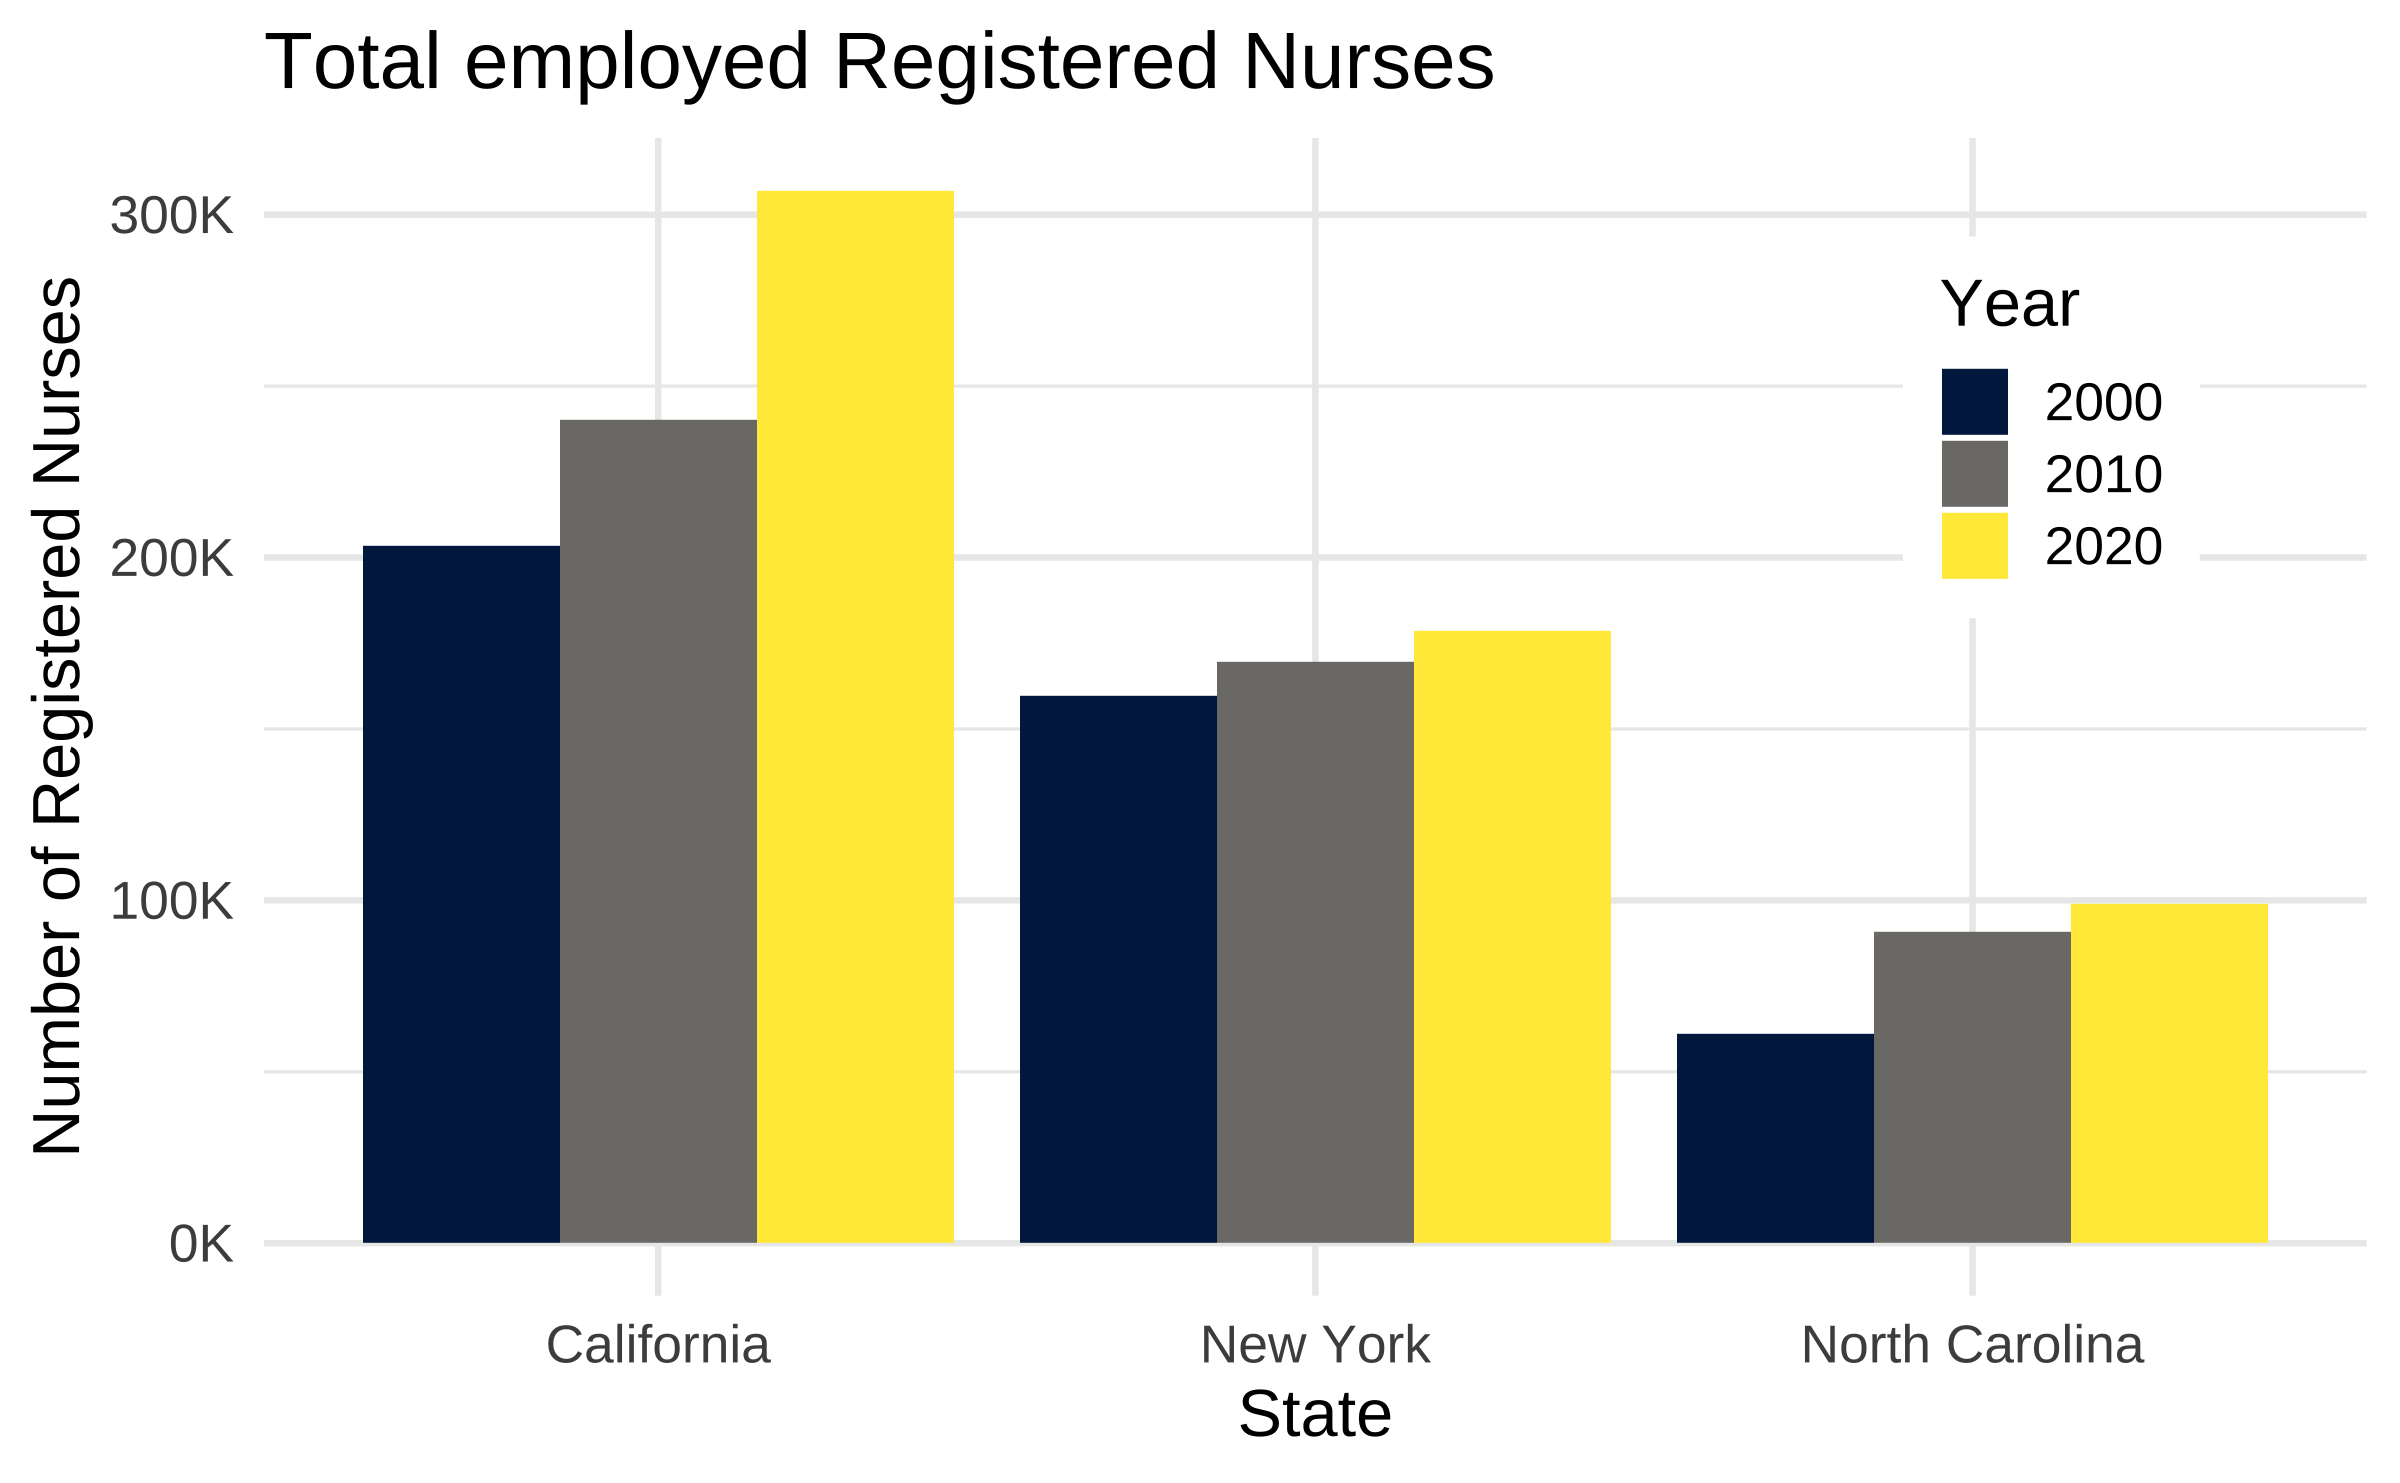 Total employed Registered Nurses
Number of Registered Nurses
300K
200K
100K
0K
Year
2000
2010
2020
California
New York
North Carolina
State